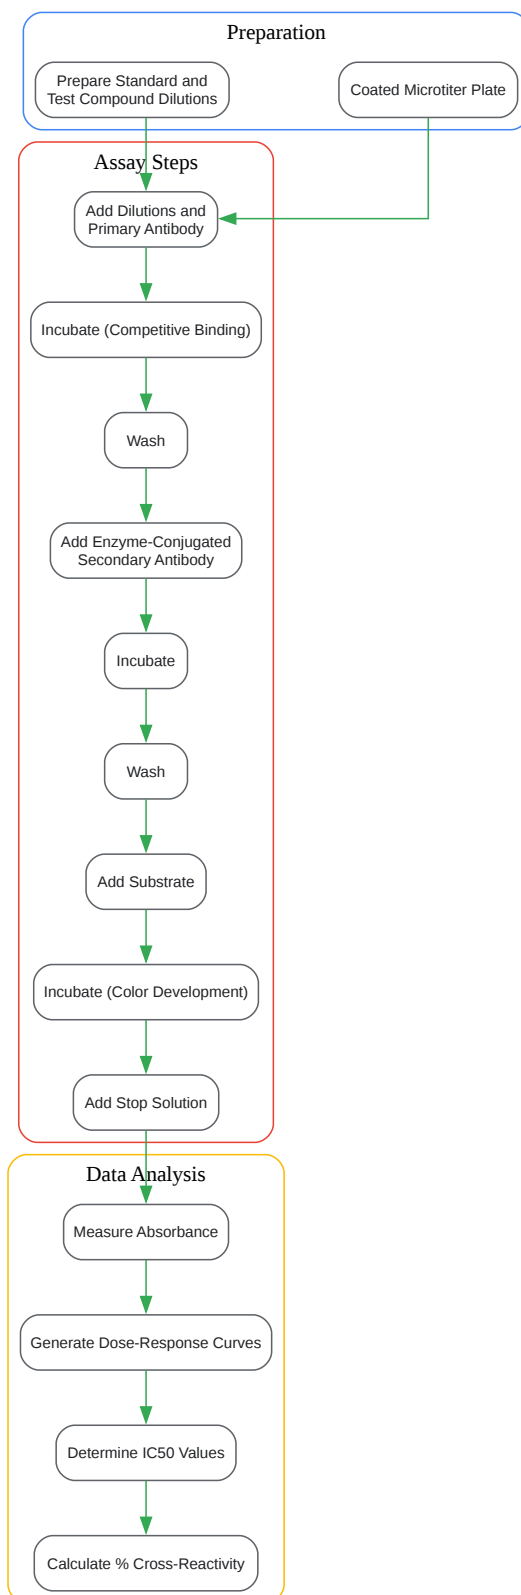 Preparation
Prepare Standard and
Test Compound Dilutions
Coated Microtiter Plate
Assay Steps
Add Dilutions and
Primary Antibody
Incubate (Competitive Binding)
Wash
Add Enzyme-Conjugated
Secondary Antibody
Incubate
Wash
Add Substrate
Incubate (Color Development)
Add Stop Solution
Data Analysis
Measure Absorbance
Generate Dose-Response Curves
Determine IC50 Values
Calculate % Cross-Reactivity